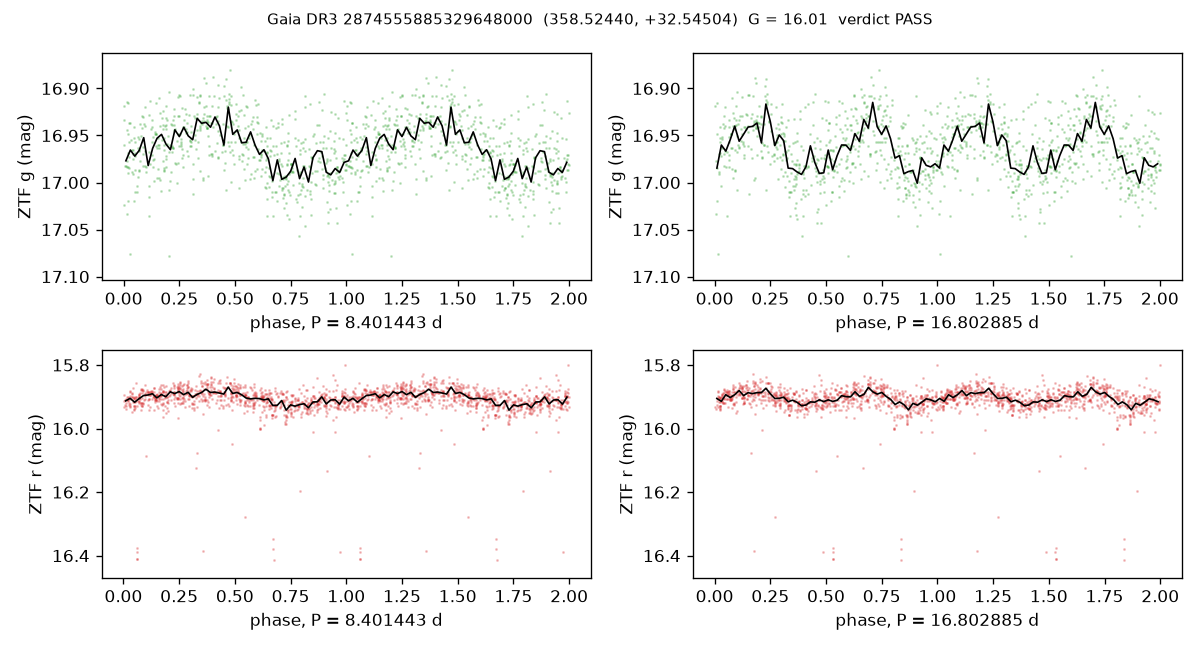 Gaia DR3 2874555885329648000 (358.52440, +32.54504) G = 16.01 verdict PASS
ZTF g (mag)
16.90
16.95
17.00
17.05
17.10
0.00 0.25 0.50 0.75 1.00 1.25 1.50 1.75 2.00
phase, P = 8.401443 d
ZTF g (mag)
16.90
16.95
17.00
17.05
17.10
0.00 0.25 0.50 0.75 1.00 1.25 1.50 1.75 2.00
phase, P = 16.802885 d
ZTF r (mag)
15.8
16.0
16.2
16.4
0.00 0.25 0.50 0.75 1.00 1.25 1.50 1.75 2.00
phase, P = 8.401443 d
ZTF r (mag)
15.8
16.0
16.2
16.4
0.00 0.25 0.50 0.75 1.00 1.25 1.50 1.75 2.00
phase, P = 16.802885 d